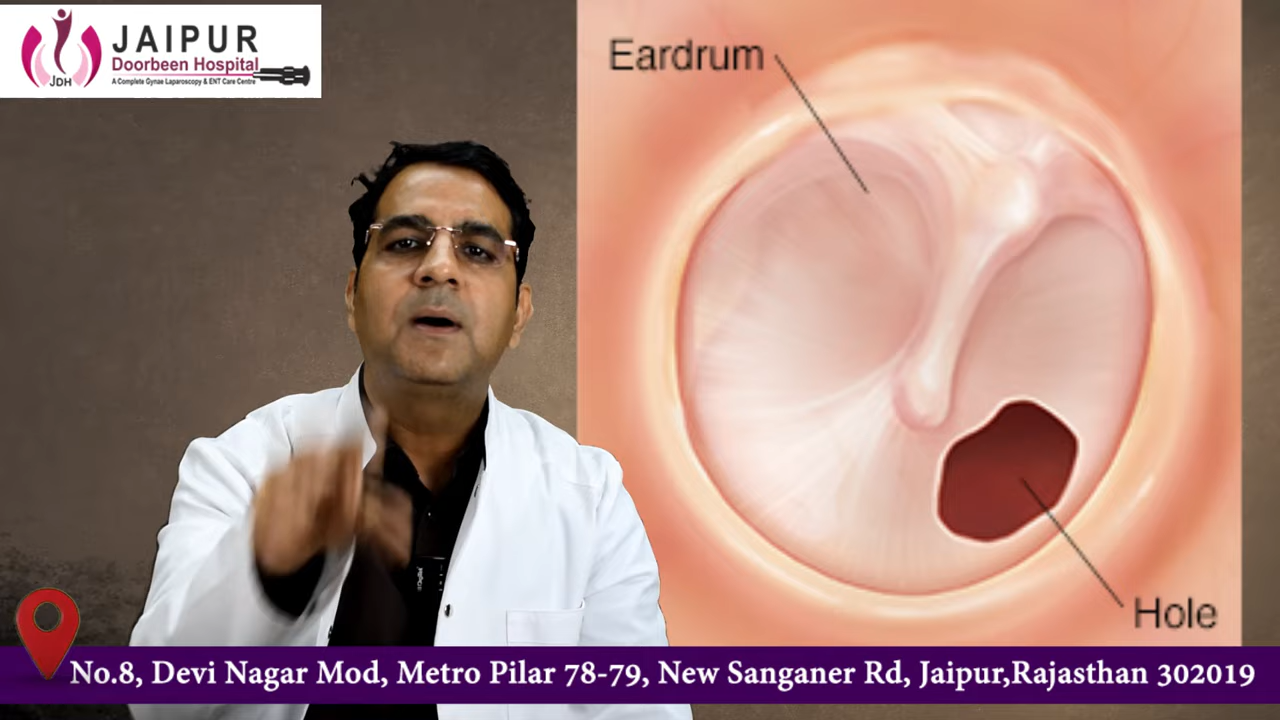 JAIPUR
Doorbeen Hospital
A Complete Gynae Laparoscopy & ENT Care Centre
JDH
Eardrum
Hole
No.8, Devi Nagar Mod, Metro Pilar 78-79, New Sanganer Rd, Jaipur,Rajasthan 302019